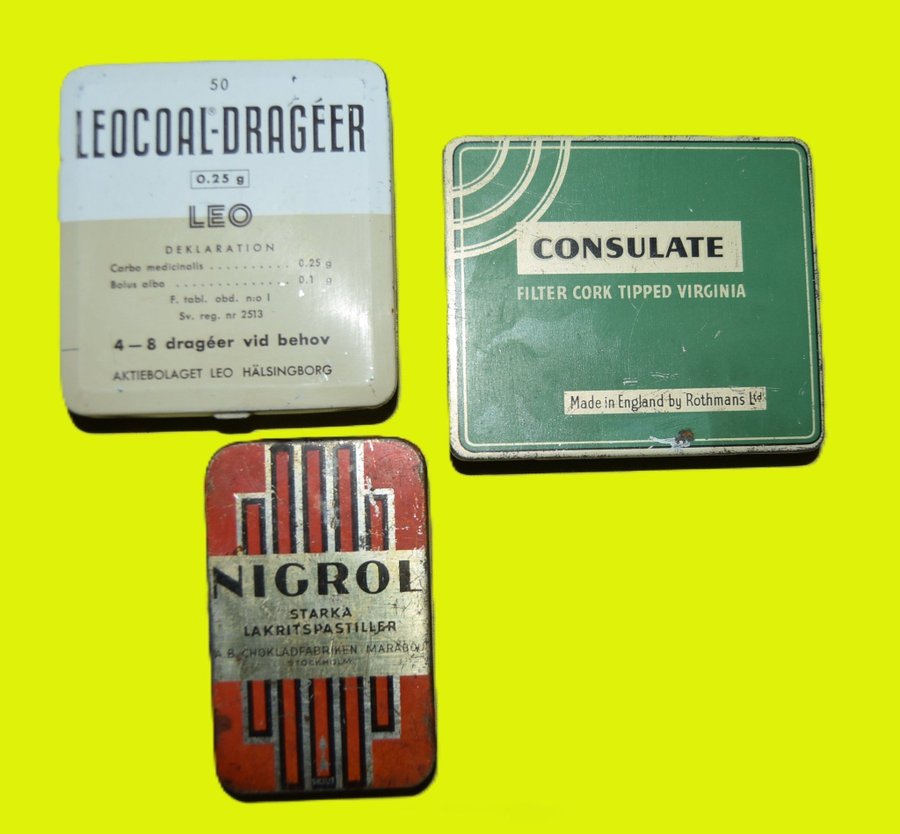 50
LEOCOAL®-DRAGÉER
0.25 g
LEO
DEKLARATION
Carbo medicinalis .......... 0.25 g
Bolus alba ............... 0.1 g
F. tabl. obd. n:o I
Sv. reg. nr 2513
4 — 8 dragéer vid behov
AKTIEBOLAGET LEO HÄLSINGBORG
CONSULATE
FILTER CORK TIPPED VIRGINIA
Made in England by Rothmans Ltd.
NIGROL
STARKA
LAKRITSPASTILLER
A.B. CHOKLADFABRIKEN MARABOU
STOCKHOLM
SKJUT